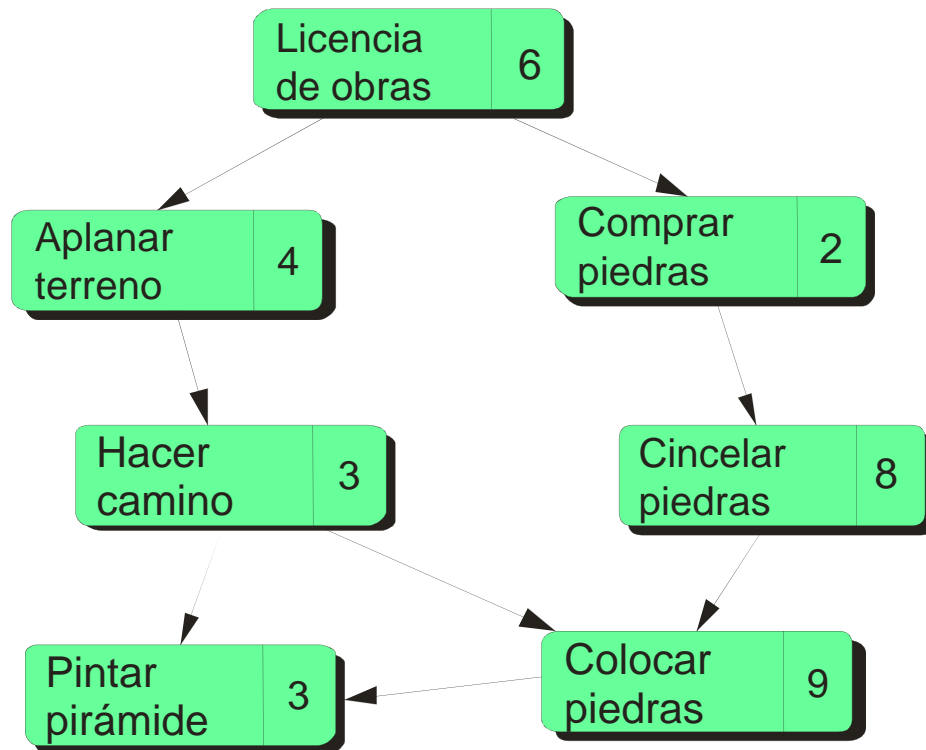 Licencia
de obras
6
Aplanar
terreno
4
Comprar
piedras
2
Hacer
camino
3
Cincelar
piedras
8
Pintar
pirámide
3
Colocar
piedras
9